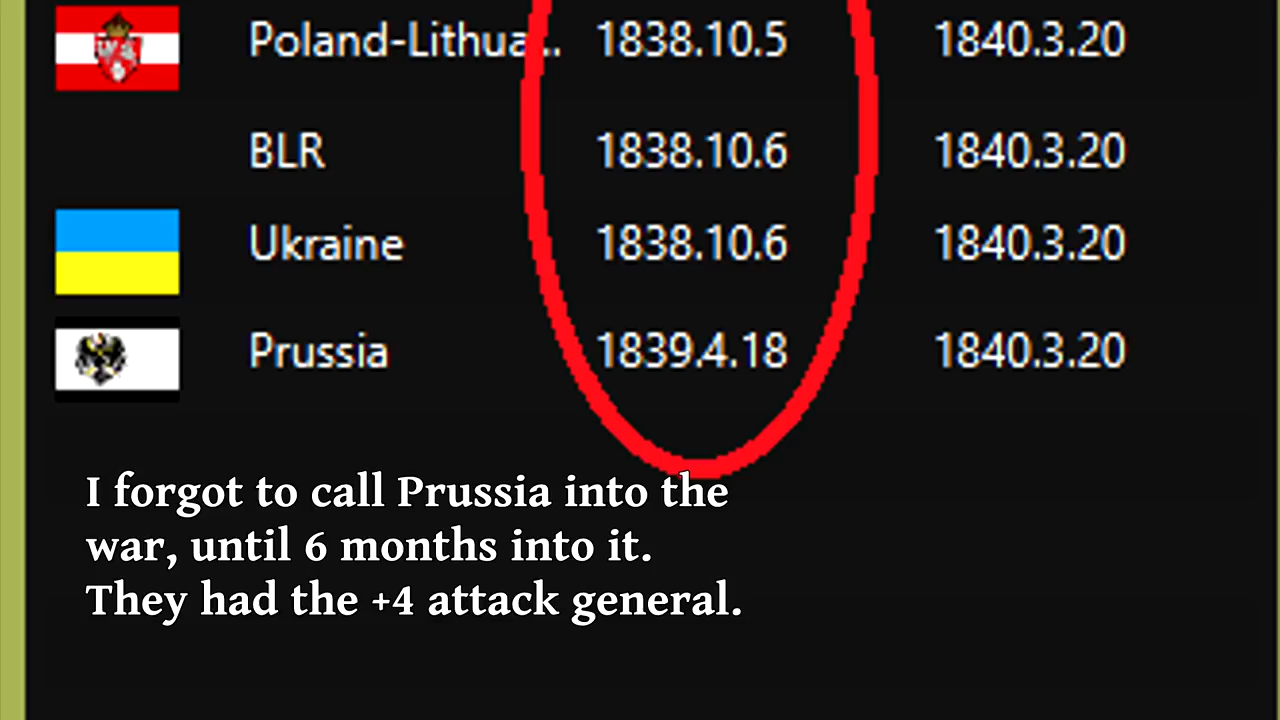 Poland-Lithua... 1838.10.5 1840.3.20
BLR 1838.10.6 1840.3.20
Ukraine 1838.10.6 1840.3.20
Prussia 1839.4.18 1840.3.20
I forgot to call Prussia into the
war, until 6 months into it.
They had the +4 attack general.